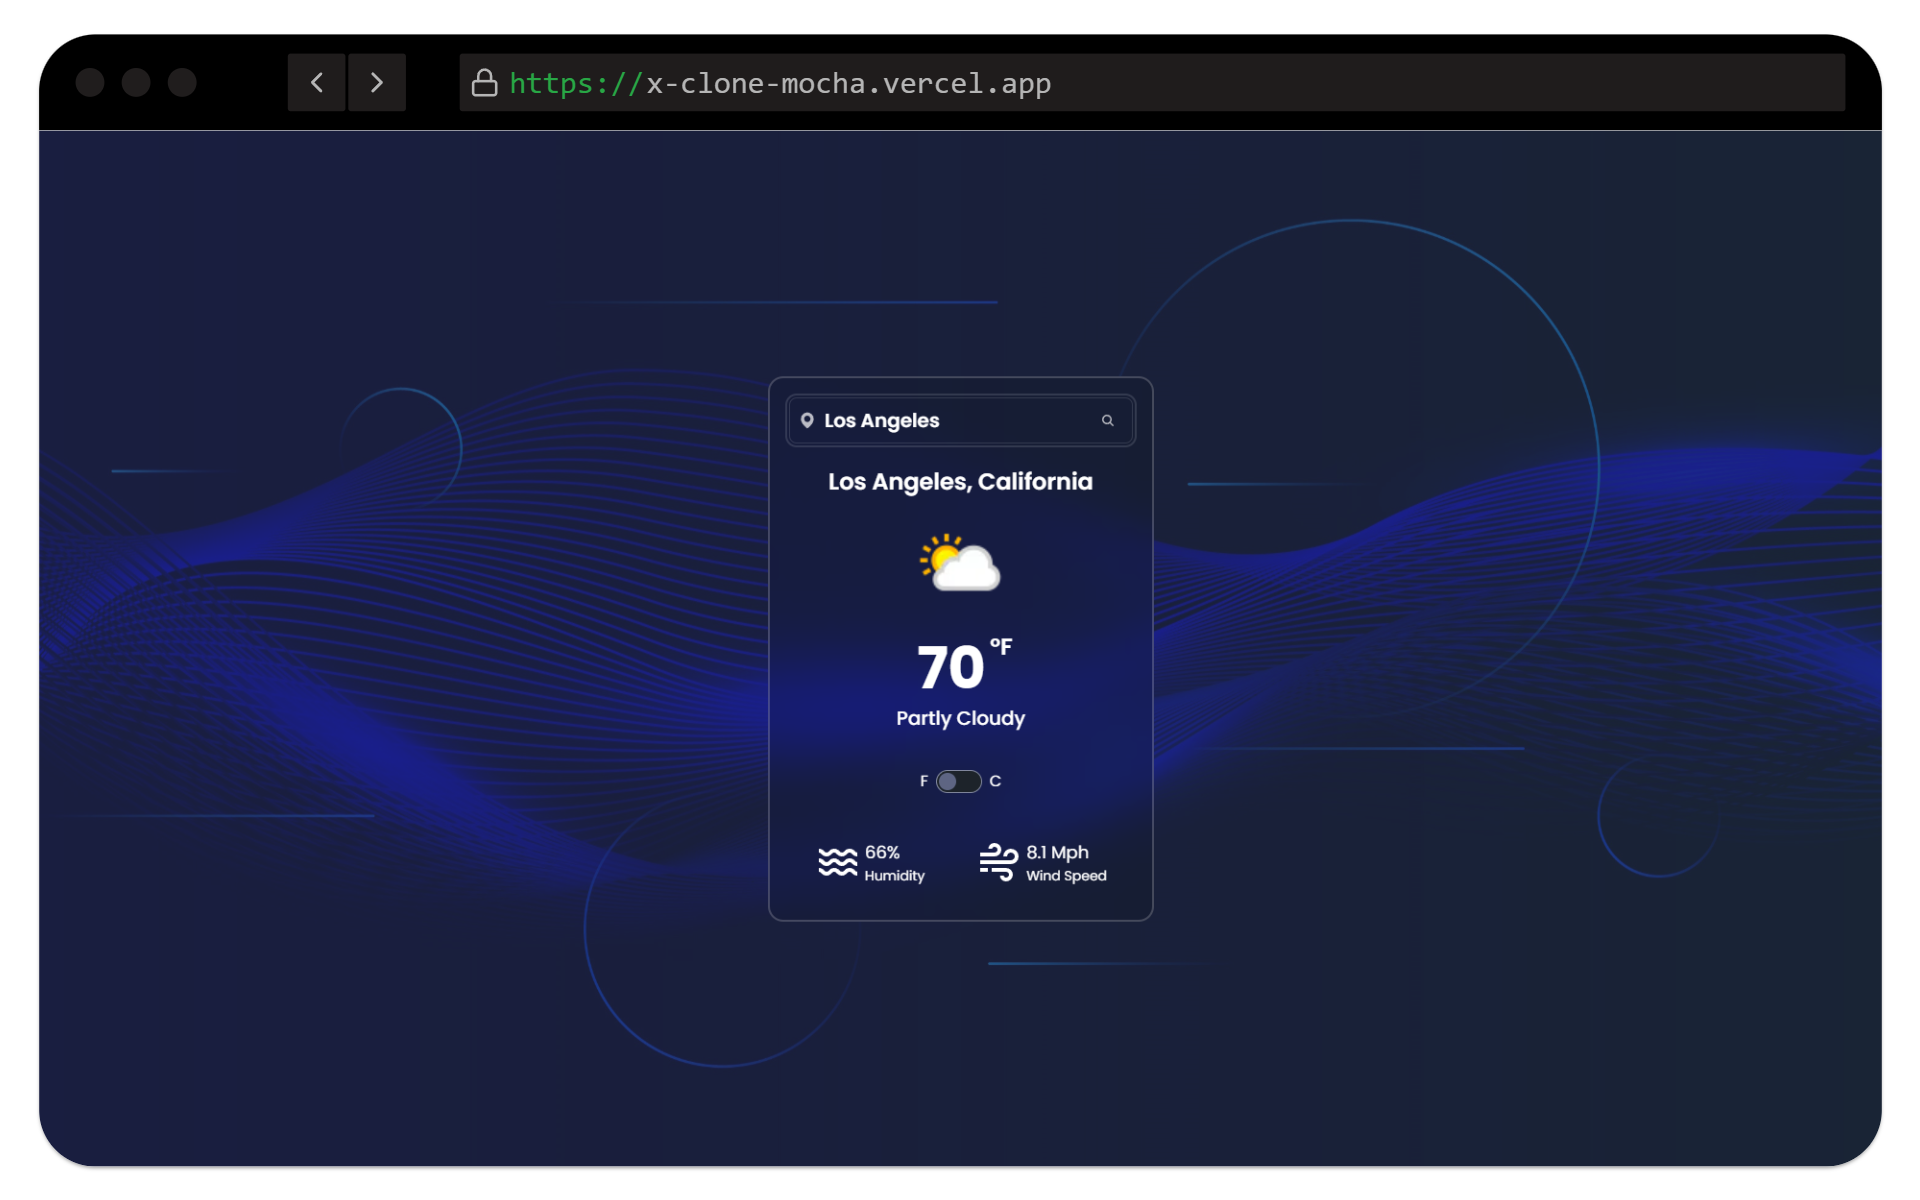 https://x-clone-mocha.vercel.app
Los Angeles
Los Angeles, California
70 °F
Partly Cloudy
F C
66%
Humidity
8.1 Mph
Wind Speed